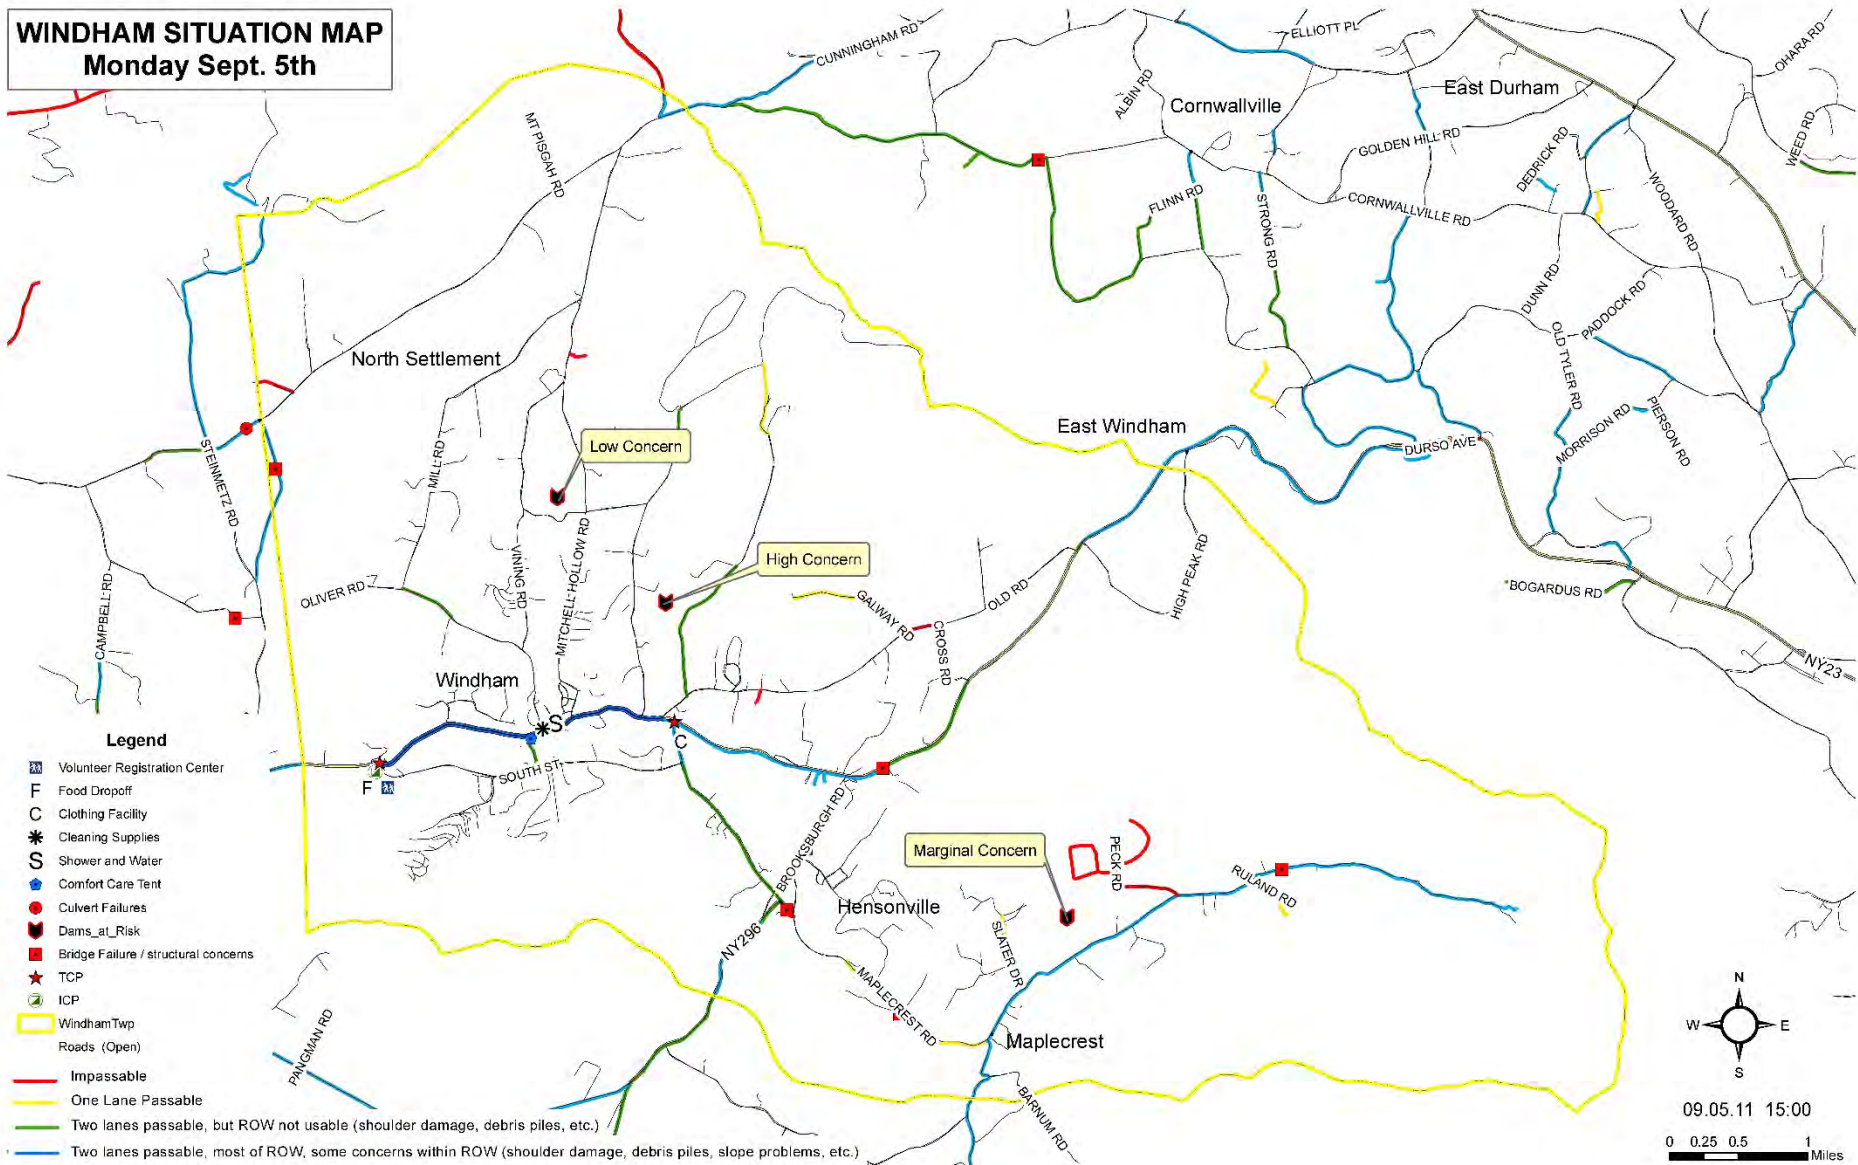 WINDHAM SITUATION MAP
Monday Sept. 5th
CUNNINGHAM RD
ELLIOTT PL
OHARA RD
ALBIN RD
Cornwallville
East Durham
MT PISGAH RD
GOLDEN HILL RD
DEDRICK RD
WEED RD
FLINN RD
STRONG RD
CORNWALLVILLE RD
WOODARD RD
DUNN RD
PADDOCK RD
OLD TYLER RD
North Settlement
East Windham
MORRISON RD
PIERSON RD
DURSO AVE
Low Concern
STEINMETZ RD
MILL RD
VINING RD
MITCHELL HOLLOW RD
High Concern
HIGH PEAK RD
CAMPBELL RD
OLIVER RD
GALWAY RD
OLD RD
CROSS RD
BOGARDUS RD
NY23
Windham
S
C
SOUTH ST
F
BROOKSBURGH RD
Marginal Concern
PECK RD
RULAND RD
Hensonville
NY296
SLATER DR
MAPLECREST RD
Maplecrest
PANGMAN RD
BARNUM RD
Legend
Volunteer Registration Center
F Food Dropoff
C Clothing Facility
Cleaning Supplies
S Shower and Water
Comfort Care Tent
Culvert Failures
Dams_at_Risk
Bridge Failure / structural concerns
TCP
ICP
WindhamTwp
Roads (Open)
Impassable
One Lane Passable
Two lanes passable, but ROW not usable (shoulder damage, debris piles, etc.)
Two lanes passable, most of ROW, some concerns within ROW (shoulder damage, debris piles, slope problems, etc.)
N
W E
S
09.05.11 15:00
0 0.25 0.5 1
Miles